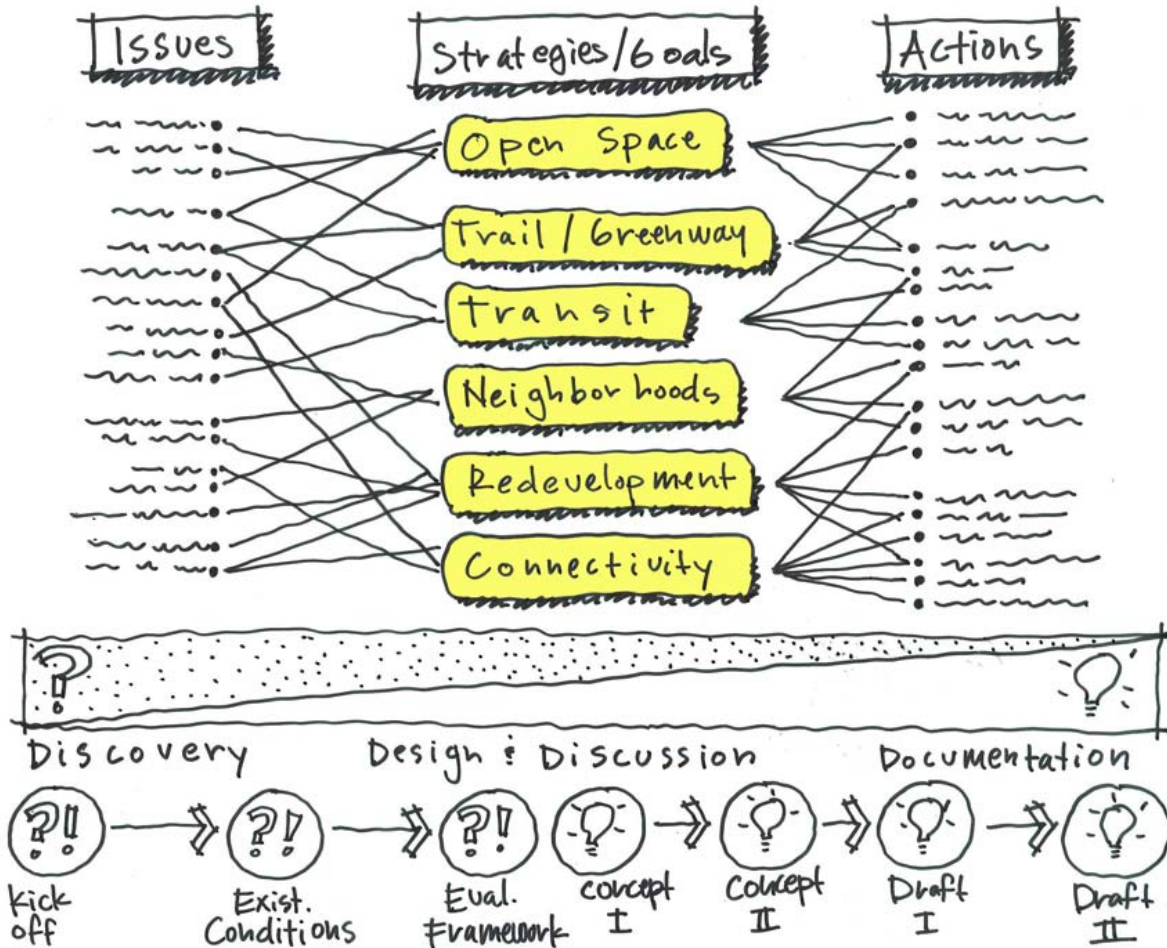 Issues
Strategies/Goals
Actions
Open Space
Trail / Greenway
Transit
Neighborhoods
Redevelopment
Connectivity
?
Discovery
Design & Discussion
Documentation
?!
?!
?!
Kick
off
Exist.
Conditions
Eval.
Framework
Concept
I
Concept
II
Draft
I
Draft
II